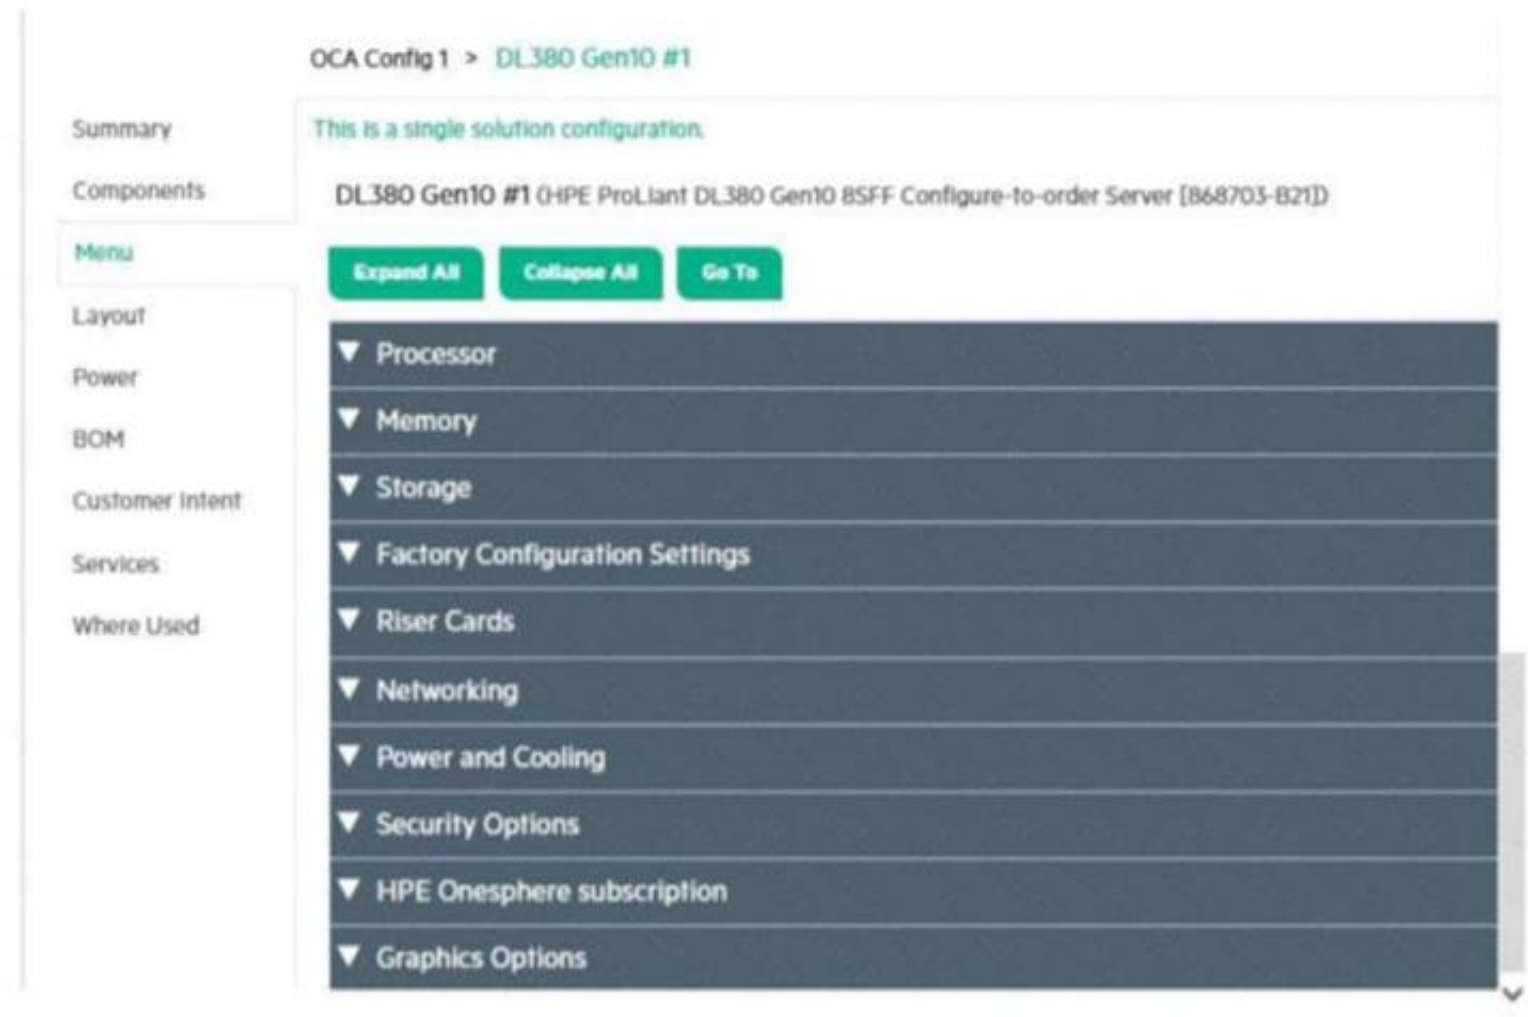 OCA Config 1 > DL380 Gen10 #1
Summary
Components
Menu
Layout
Power
BOM
Customer Intent
Services
Where Used
This is a single solution configuration.
DL380 Gen10 #1 (HPE ProLiant DL380 Gen10 8SFF Configure-to-order Server [868703-B21])
Expand All Collapse All Go To
Processor
Memory
Storage
Factory Configuration Settings
Riser Cards
Networking
Power and Cooling
Security Options
HPE Onesphere subscription
Graphics Options